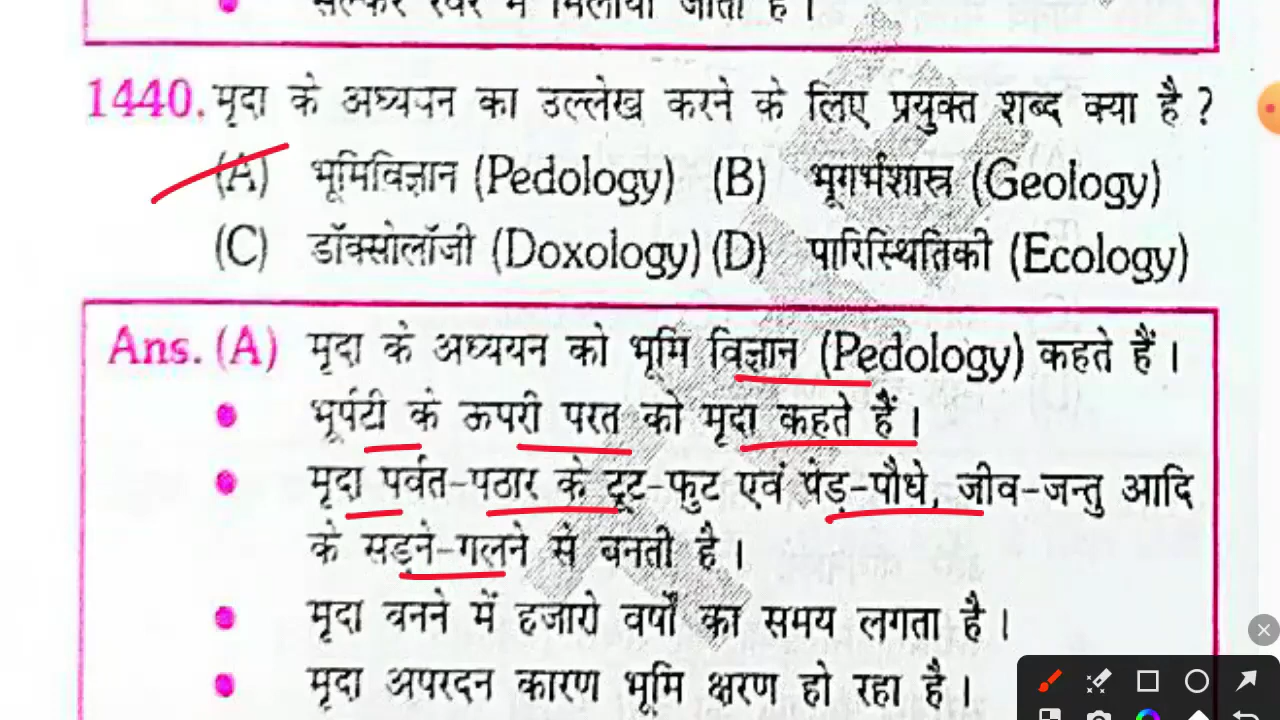 में मिलाया जाता है।
1440. मृदा के अध्ययन का उल्लेख करने के लिए प्रयुक्त शब्द क्या है ?
(A) भूमिविज्ञान (Pedology) (B) भूगर्भशास्त्र (Geology)
(C) डॉक्सोलॉजी (Doxology) (D) पारिस्थितिकी (Ecology)
Ans. (A) मृदा के अध्ययन को भूमि विज्ञान (Pedology) कहते हैं।
• भूर्पटी के ऊपरी परत को मृदा कहते हैं।
• मृदा पर्वत-पठार के टूट-फुट एवं पेड़-पौधे, जीव-जन्तु आदि
के सड़ने-गलने से बनती है।
• मृदा बनने में हजारो वर्षों का समय लगता है।
• मृदा अपरदन कारण भूमि क्षरण हो रहा है।